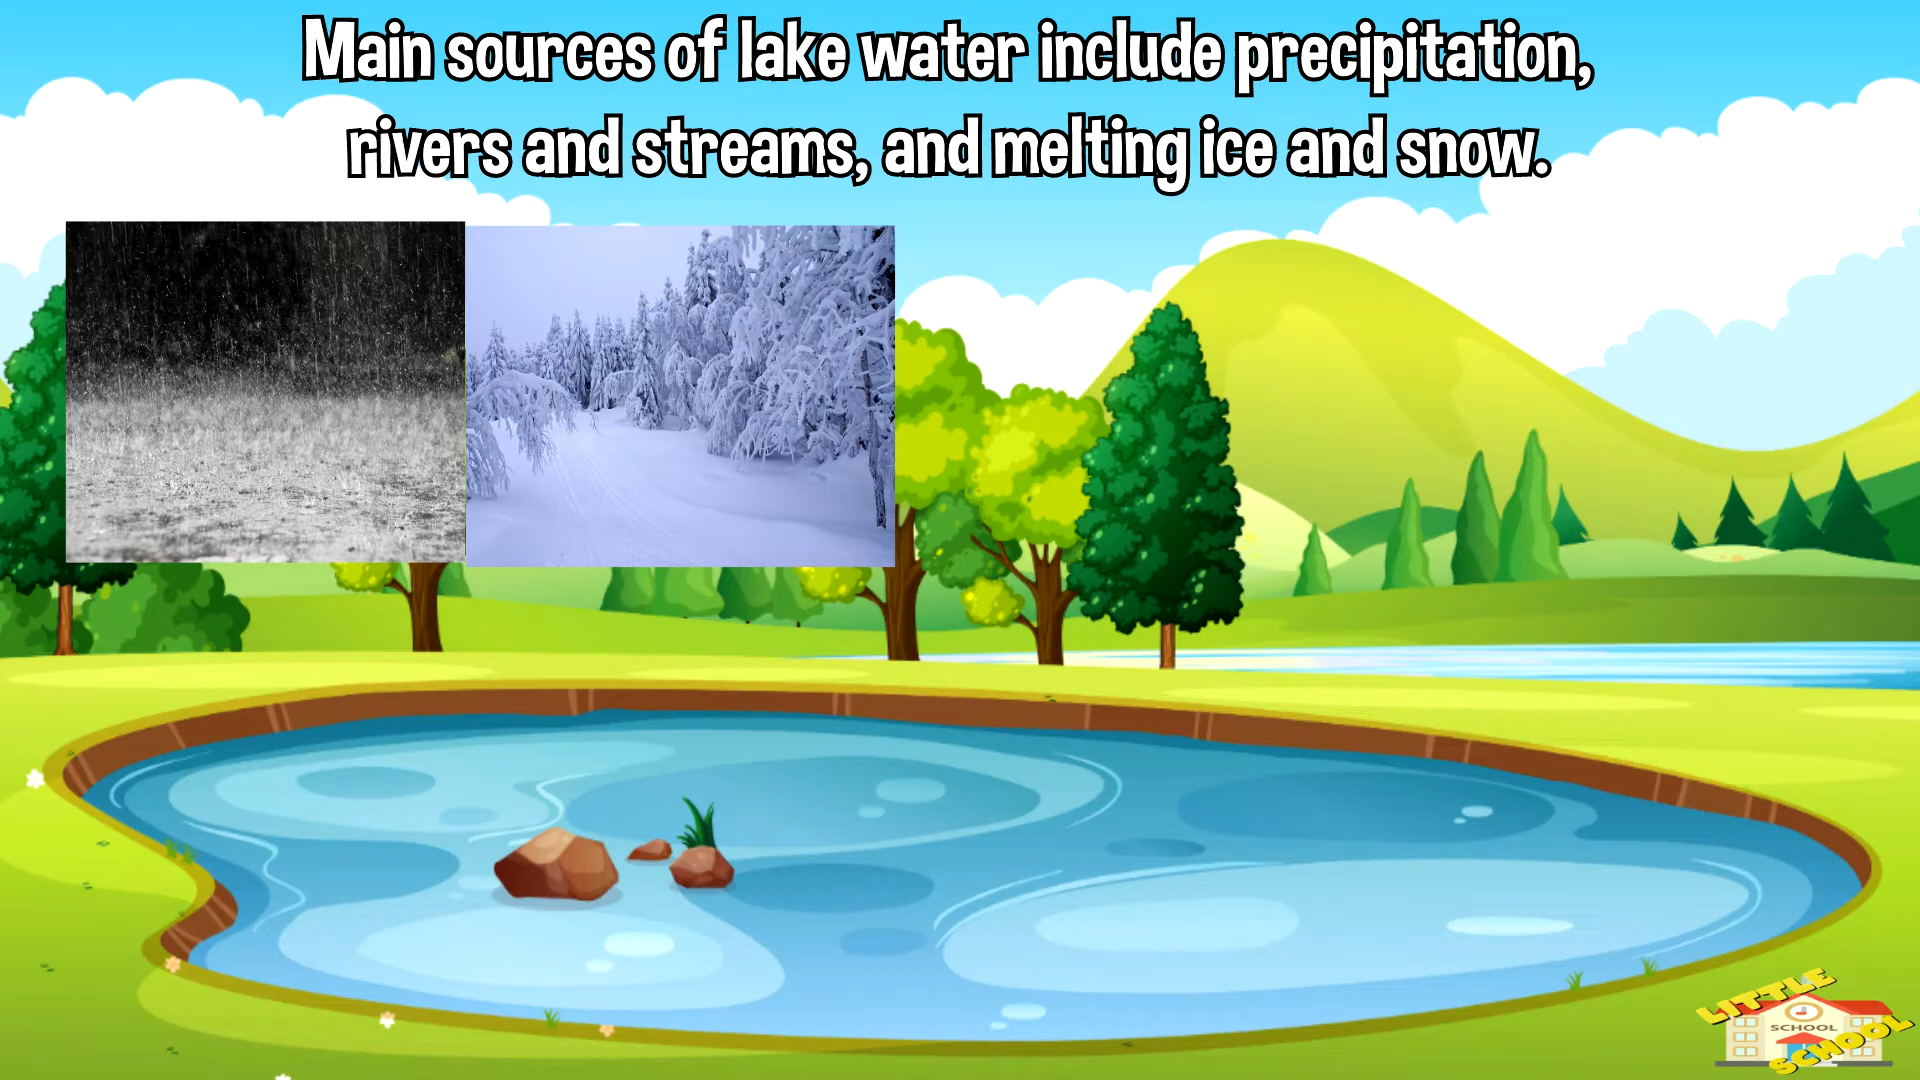 Main sources of lake water include precipitation,
rivers and streams, and melting ice and snow.
LITTLE
SCHOOL
SCHOOL